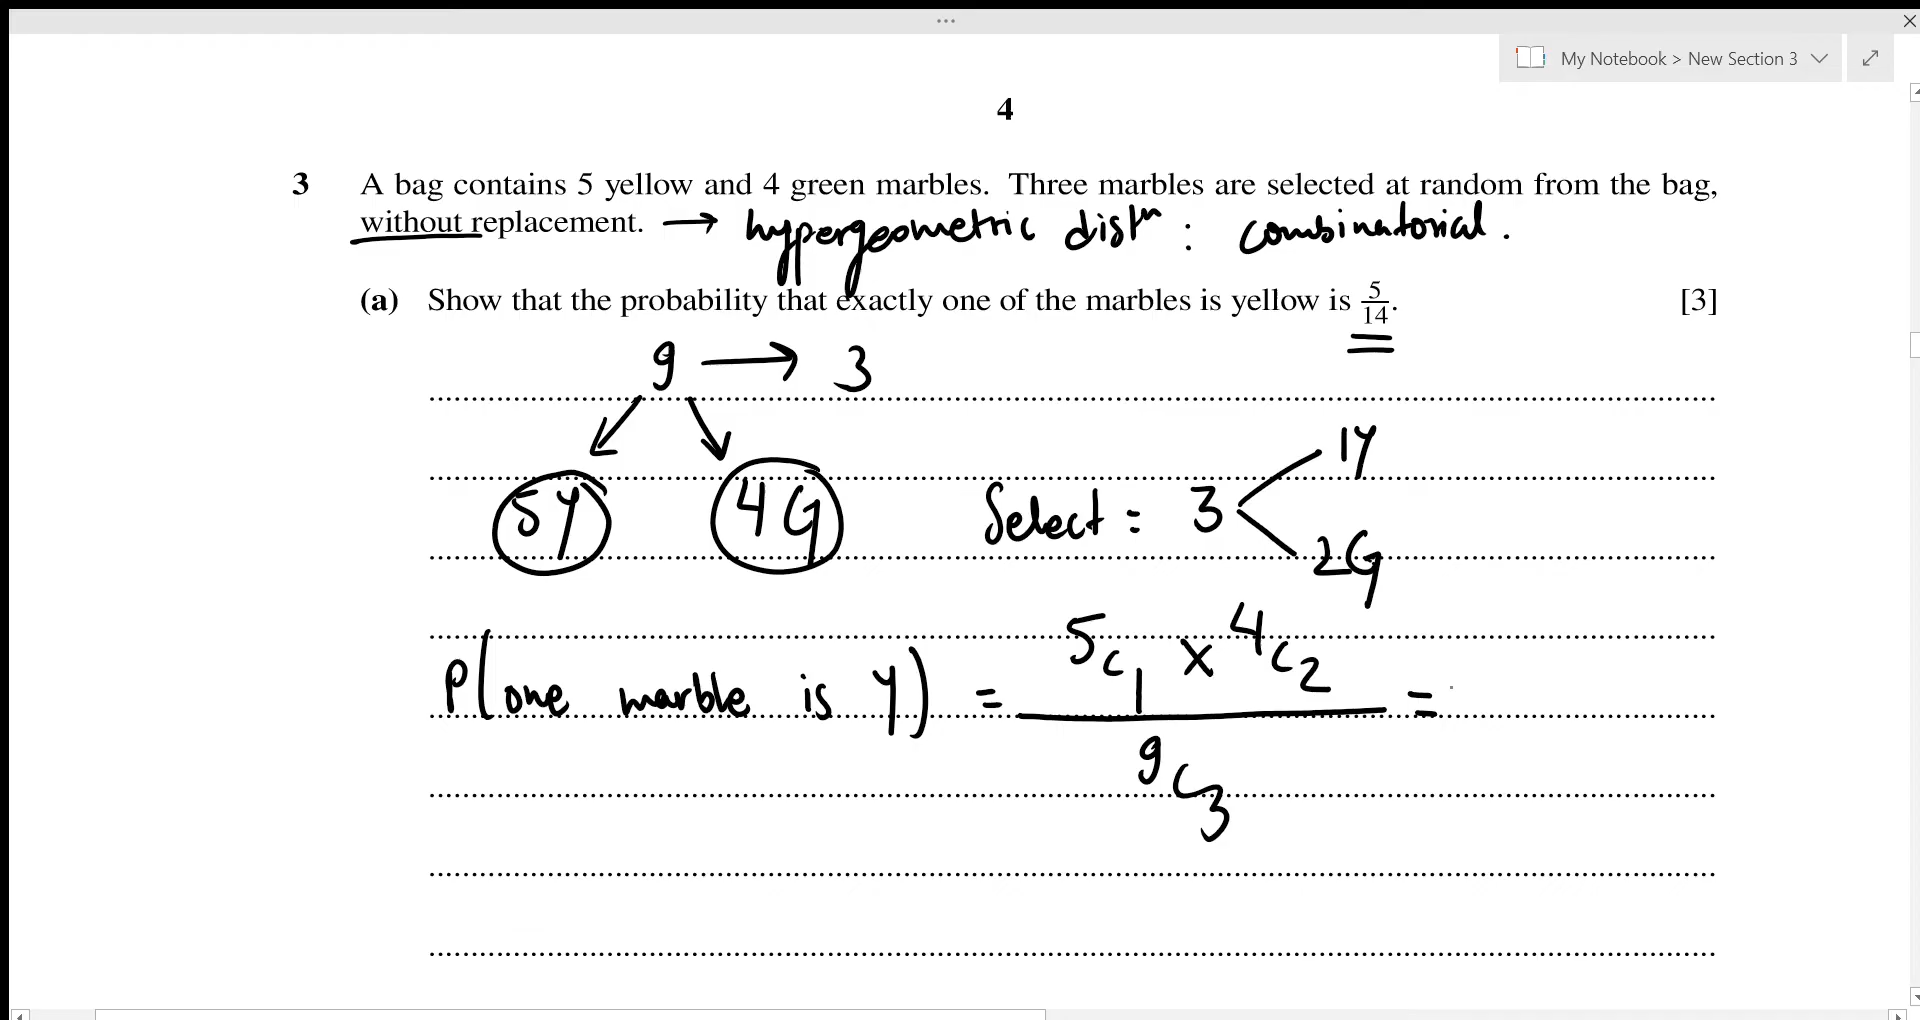 My Notebook > New Section 3
4
3 A bag contains 5 yellow and 4 green marbles. Three marbles are selected at random from the bag,
without replacement. → hypergeometric distⁿ : combinatorial.
(a) Show that the probability that exactly one of the marbles is yellow is 5/14. [3]
9 → 3
5Y 4G Select = 3 1Y 2G
P(one marble is Y) = ⁵C₁ × ⁴C₂ / ⁹C₃ =